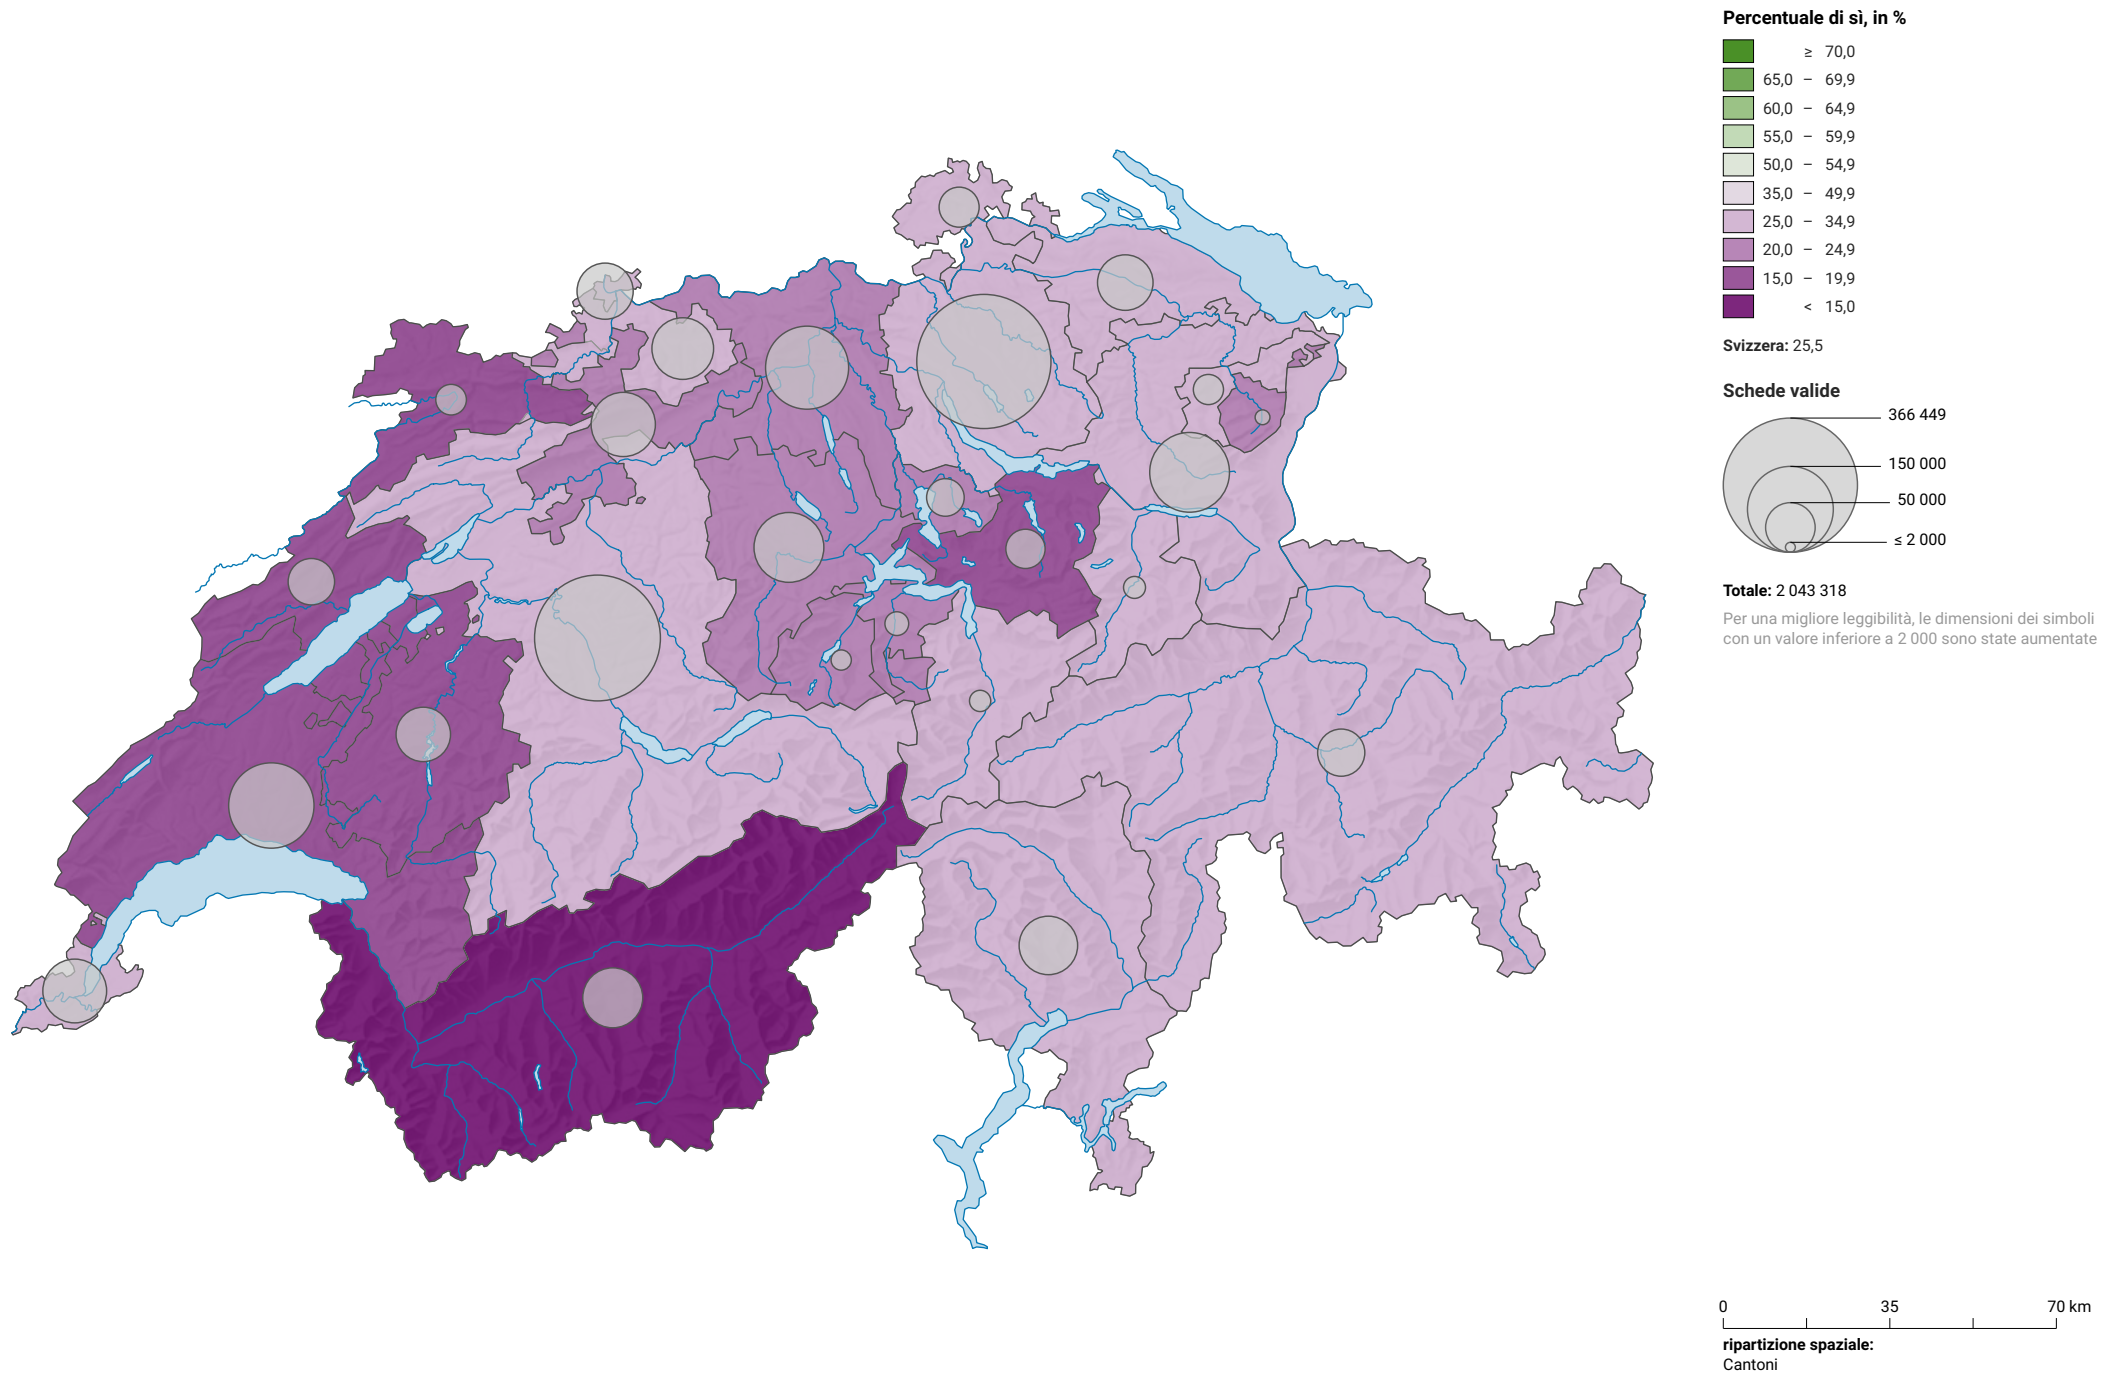 Percentuale di sì, in %
≥ 70,0
65,0 – 69,9
60,0 – 64,9
55,0 – 59,9
50,0 – 54,9
35,0 – 49,9
25,0 – 34,9
20,0 – 24,9
15,0 – 19,9
< 15,0
Svizzera: 25,5
Schede valide
366 449
150 000
50 000
≤ 2 000
Totale: 2 043 318
Per una migliore leggibilità, le dimensioni dei simboli
con un valore inferiore a 2 000 sono state aumentate
0 35 70 km
ripartizione spaziale:
Cantoni